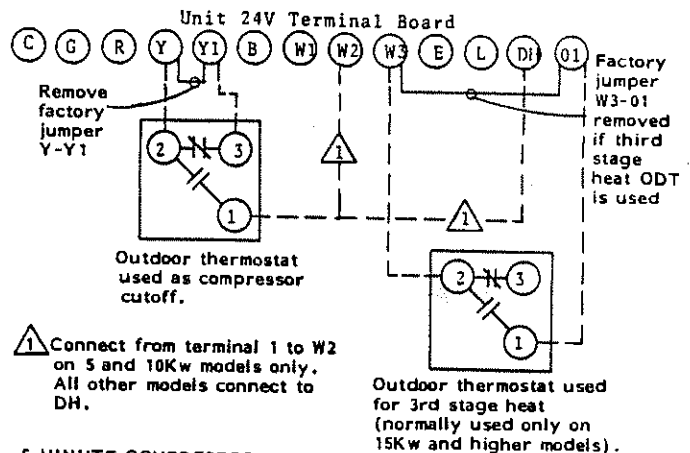 Unit 24V Terminal Board
C G R Y Y1 B W1 W2 W3 E L DH 01
Remove
factory
jumper
Y-Y1
Factory
jumper
W3-01
removed
if third
stage
heat ODT
is used
2 3
1
1
1
Outdoor thermostat
used as compressor
cutoff.
2 3
1
1 Connect from terminal 1 to W2
on 5 and 10Kw models only.
All other models connect to
DH.
Outdoor thermostat used
for 3rd stage heat
(normally used only on
15Kw and higher models).